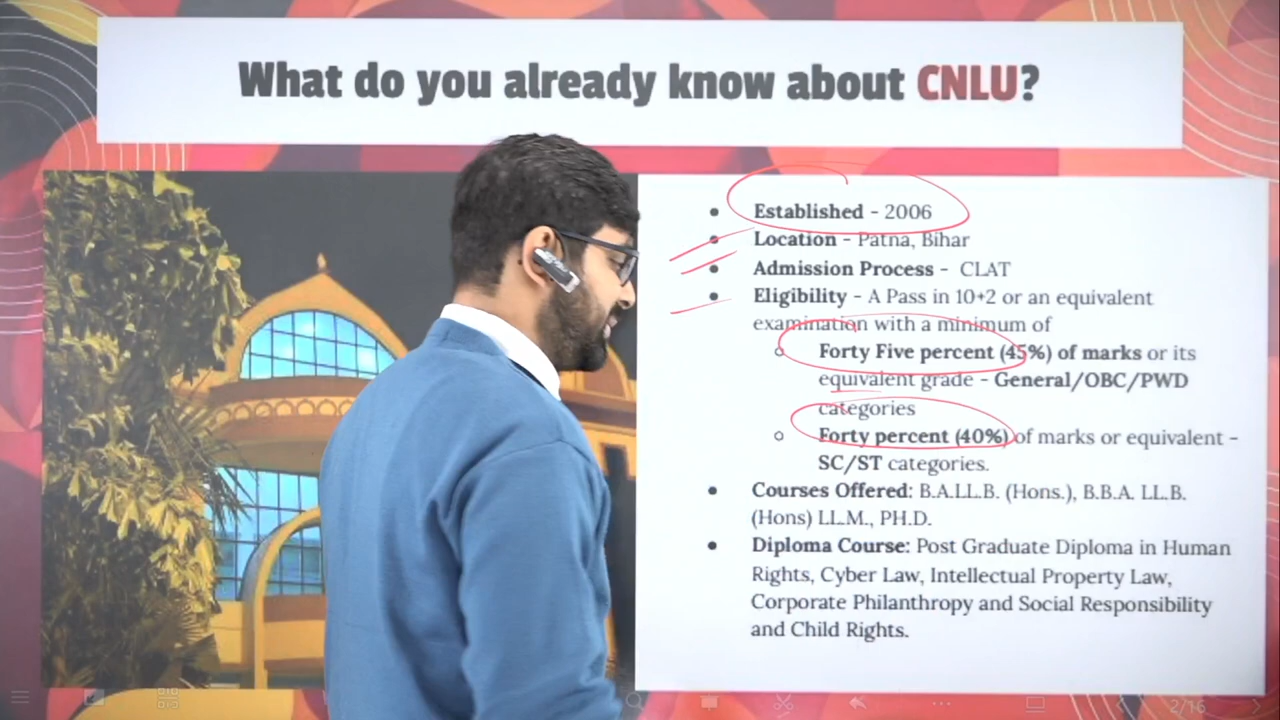 What do you already know about CNLU?
Established - 2006
Location - Patna, Bihar
Admission Process - CLAT
Eligibility - A Pass in 10+2 or an equivalent
examination with a minimum of
Forty Five percent (45%) of marks or its
equivalent grade - General/OBC/PWD
categories
Forty percent (40%) of marks or equivalent -
SC/ST categories.
Courses Offered: B.A.LL.B. (Hons.), B.B.A. LL.B.
(Hons) LL.M., PH.D.
Diploma Course: Post Graduate Diploma in Human
Rights, Cyber Law, Intellectual Property Law,
Corporate Philanthropy and Social Responsibility
and Child Rights.
2/16